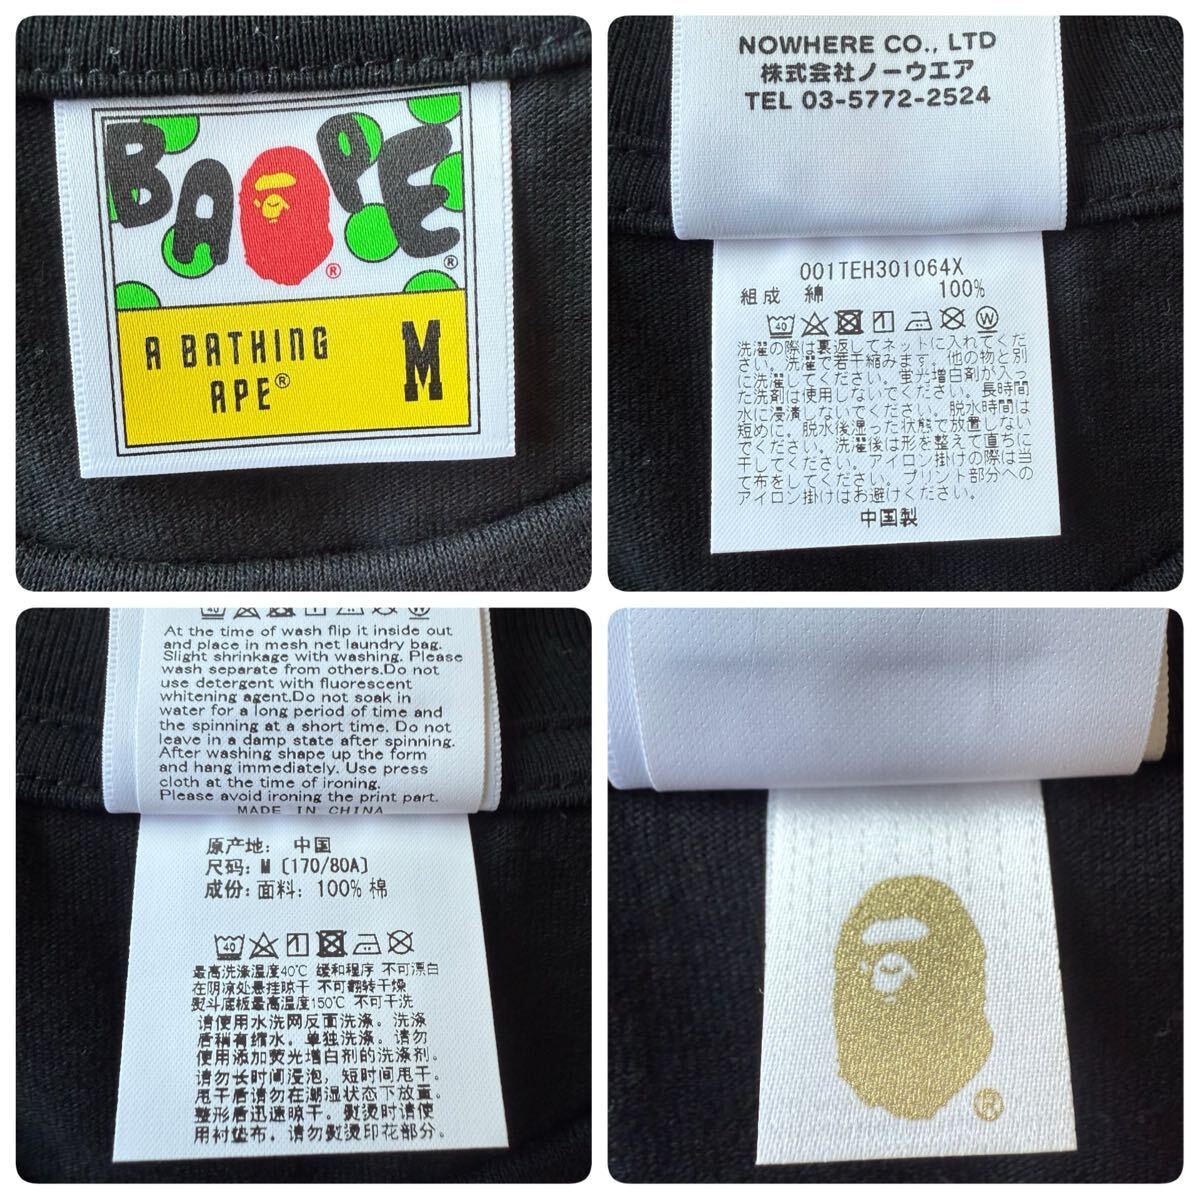 BAPE®
®
A BATHING
APE®
M
NOWHERE CO., LTD
株式会社ノーウエア
TEL 03-5772-2524
001TEH301064X
組成 綿 100%
40 W
洗濯の際は裏返してネットに入れてくだ
さい。洗濯で若干縮みます。他の物と別
に洗濯してください。蛍光増白剤が入っ
た洗剤は使用しないでください。長時間
水に浸漬しないでください。脱水時間は
短めに、脱水後湿った状態で放置しない
でください。洗濯後は形を整えて直ちに
干してください。アイロン掛けの際は当
て布をしてください。プリント部分への
アイロン掛けはお避けください。
中国製
At the time of wash flip it inside out
and place in mesh net laundry bag.
Slight shrinkage with washing. Please
wash separate from others.Do not
use detergent with fluorescent
whitening agent.Do not soak in
water for a long period of time and
the spinning at a short time. Do not
leave in a damp state after spinning.
After washing shape up the form
and hang immediately. Use press
cloth at the time of ironing.
Please avoid ironing the print part.
MADE IN CHINA
原产地: 中国
尺码: M (170/80A)
成份: 面料: 100% 棉
40
最高洗涤温度40℃ 缓和程序 不可漂白
在阴凉处悬挂晾干 不可翻转干燥
熨斗底板最高温度150℃ 不可干洗
请使用水洗网反面洗涤。洗涤
盾稍有缩水。单独洗涤。请勿
使用添加荧光增白剂的洗涤剂。
请勿长时间浸泡，短时间甩干。
甩干盾请勿在潮湿状态下放置。
整形盾迅速晾干。熨烫时请使
用衬垫布。请勿熨烫印花部分。
®